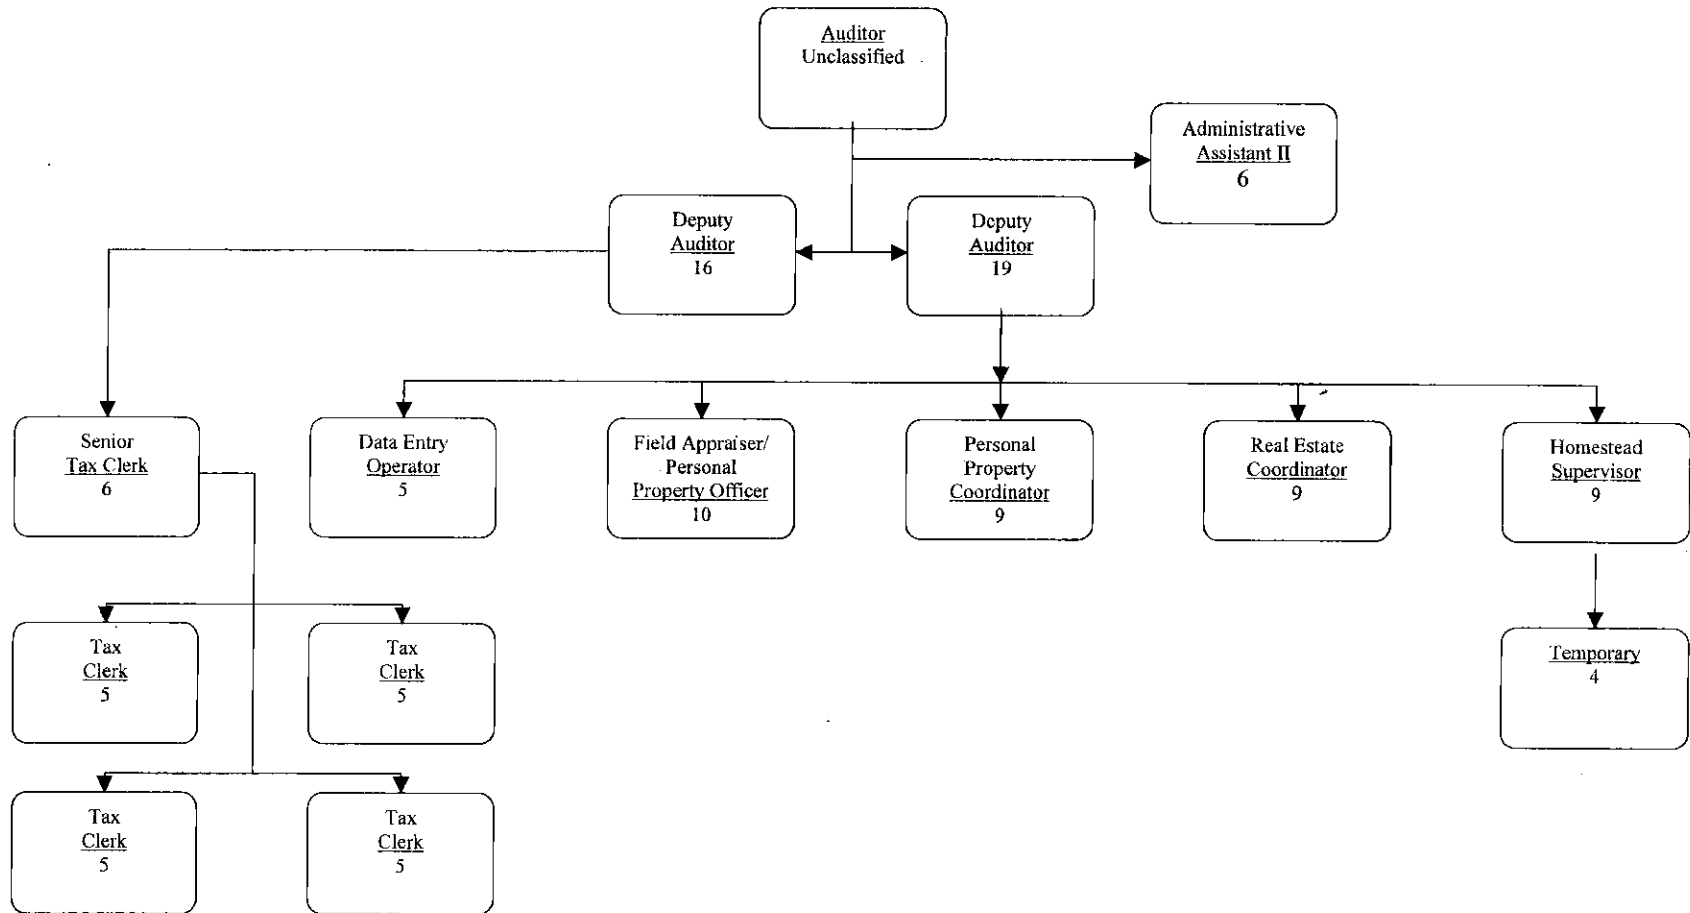 Auditor
Unclassified
Administrative
Assistant II
6
Deputy
Auditor
16
Deputy
Auditor
19
Senior
Tax Clerk
6
Data Entry
Operator
5
Field Appraiser/
Personal
Property Officer
10
Personal
Property
Coordinator
9
Real Estate
Coordinator
9
Homestead
Supervisor
9
Tax
Clerk
5
Tax
Clerk
5
Temporary
4
Tax
Clerk
5
Tax
Clerk
5